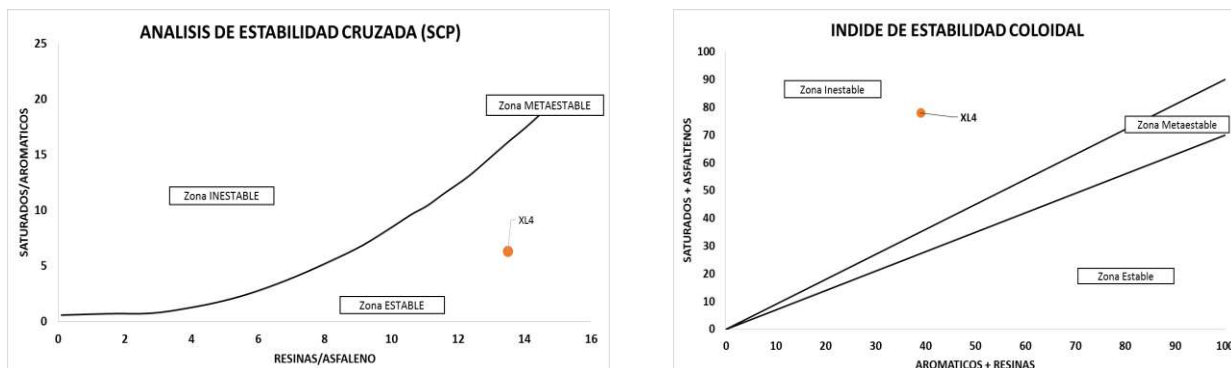 ANALISIS DE ESTABILIDAD CRUZADA (SCP)
25
20
15
10
5
0
SATURADOS/AROMATICOS
Zona METAESTABLE
Zona INESTABLE
XL4
Zona ESTABLE
0 2 4 6 8 10 12 14 16
RESINAS/ASFALENO
INDIDE DE ESTABILIDAD COLOIDAL
100
90
80
70
60
50
40
30
20
10
0
SATURADOS + ASFALTENOS
Zona Inestable
XL4
Zona Metaestable
Zona Estable
0 10 20 30 40 50 60 70 80 90 100
AROMATICOS + RESINAS